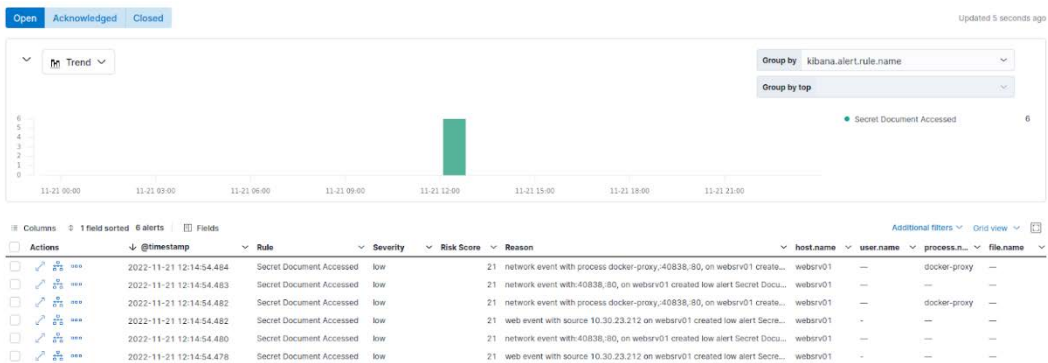 Open Acknowledged Closed Updated 5 seconds ago
Trend Group by kibana.alert.rule.name
Group by top
6 Secret Document Accessed 6
5
4
3
2
1
0
11-21 00:00 11-21 03:00 11-21 06:00 11-21 09:00 11-21 12:00 11-21 15:00 11-21 18:00 11-21 21:00
Columns 1 field sorted 6 alerts Fields Additional filters Grid view
Actions @timestamp Rule Severity Risk Score Reason host.name user.name process.n... file.name
2022-11-21 12:14:54.484 Secret Document Accessed low 21 network event with process docker-proxy,:40838,:80, on websrv01 create... websrv01 — docker-proxy —
2022-11-21 12:14:54.483 Secret Document Accessed low 21 network event with:40838,:80, on websrv01 created low alert Secret Docu... websrv01 - — —
2022-11-21 12:14:54.482 Secret Document Accessed low 21 network event with process docker-proxy,:40838,:80, on websrv01 create... websrv01 — docker-proxy —
2022-11-21 12:14:54.482 Secret Document Accessed low 21 web event with source 10.30.23.212 on websrv01 created low alert Secre... websrv01 - — —
2022-11-21 12:14:54.480 Secret Document Accessed low 21 network event with:40838,:80, on websrv01 created low alert Secret Docu... websrv01 - — —
2022-11-21 12:14:54.478 Secret Document Accessed low 21 web event with source 10.30.23.212 on websrv01 created low alert Secre... websrv01 - — —